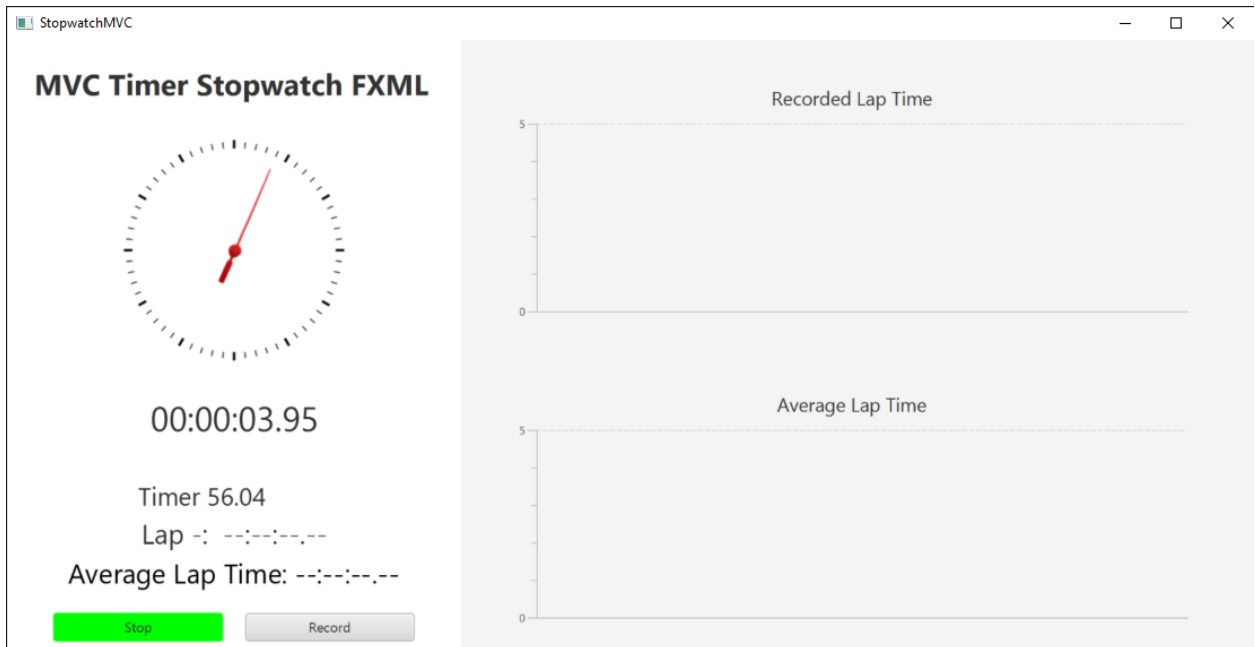 StopwatchMVC
MVC Timer Stopwatch FXML
00:00:03.95
Timer 56.04
Lap -: --:--:--.--
Average Lap Time: --:--:--.--
Stop Record
Recorded Lap Time
5
0
Average Lap Time
5
0